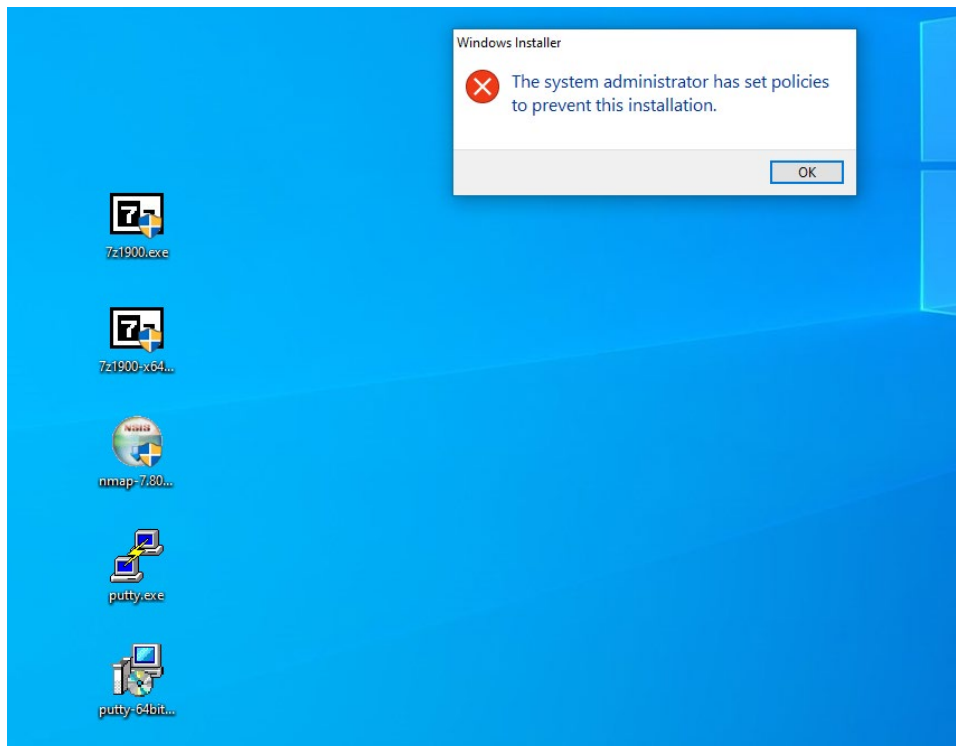 Windows Installer
The system administrator has set policies
to prevent this installation.
OK
7z1900.exe
7z1900-x64...
NSIS
nmap-7.80...
putty.exe
putty-64bit...